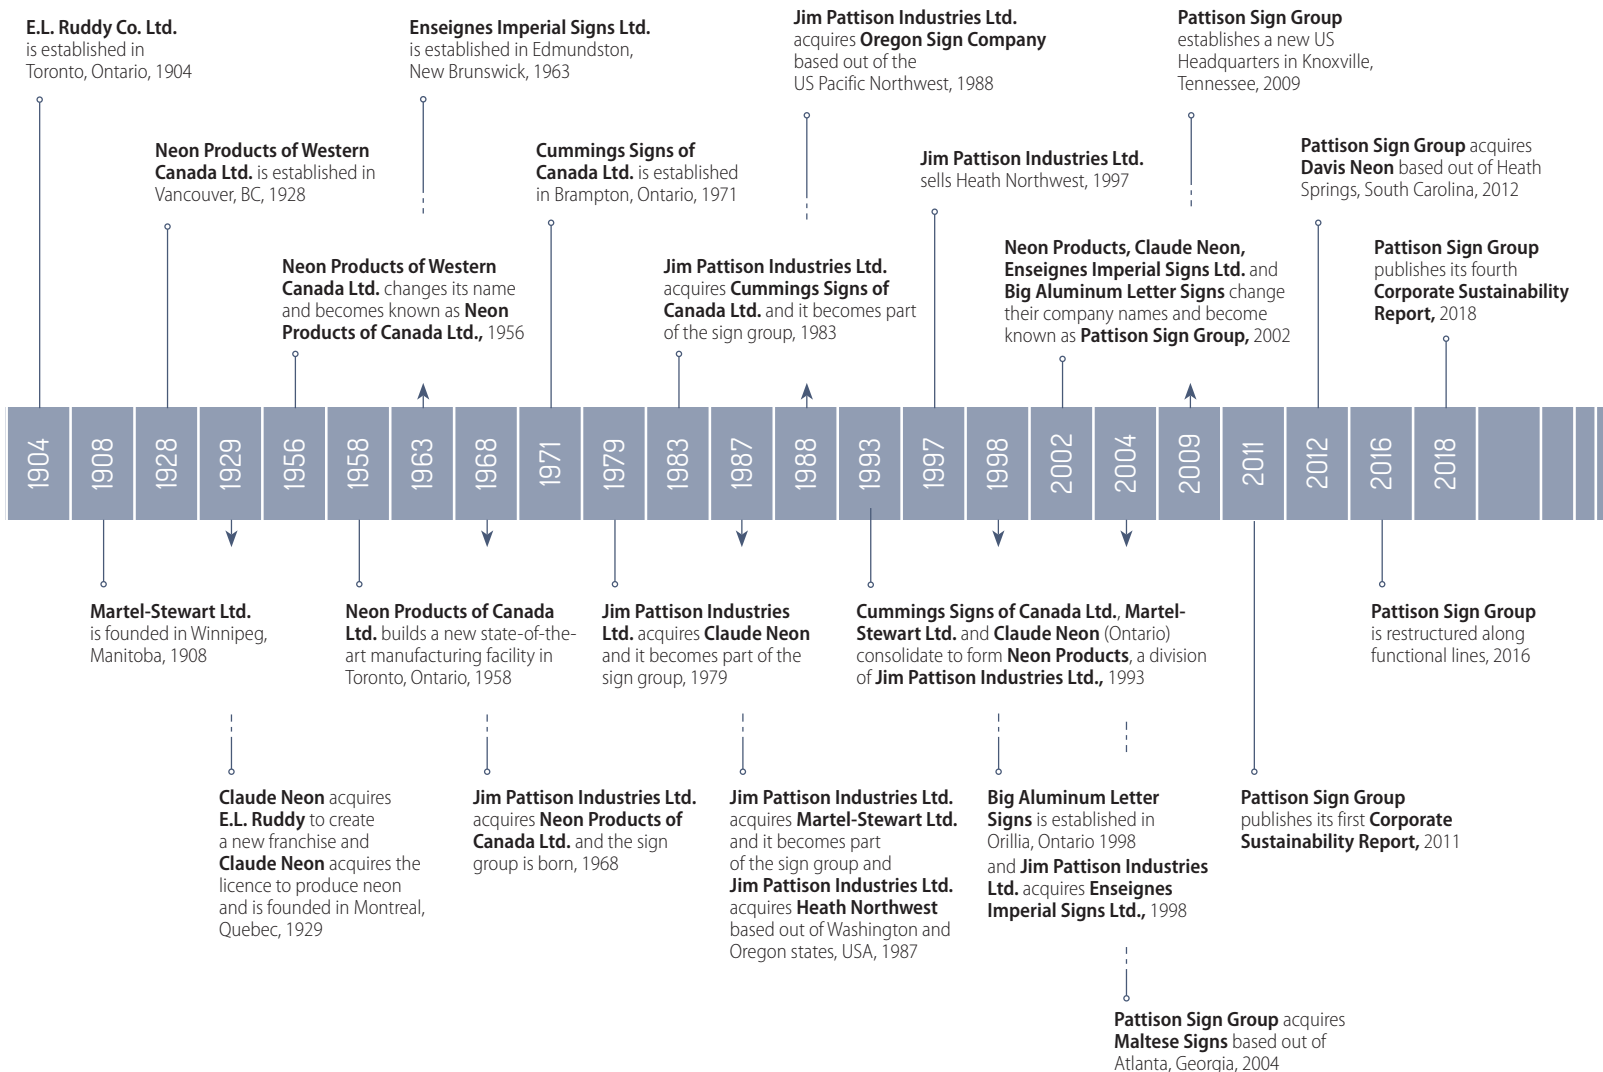 E.L. Ruddy Co. Ltd.
is established in
Toronto, Ontario, 1904
Neon Products of Western
Canada Ltd. is established in
Vancouver, BC, 1928
Neon Products of Western
Canada Ltd. changes its name
and becomes known as Neon
Products of Canada Ltd., 1956
Enseignes Imperial Signs Ltd.
is established in Edmundston,
New Brunswick, 1963
Cummings Signs of
Canada Ltd. is established
in Brampton, Ontario, 1971
Jim Pattison Industries Ltd.
acquires Cummings Signs of
Canada Ltd. and it becomes part
of the sign group, 1983
Jim Pattison Industries Ltd.
acquires Oregon Sign Company
based out of the
US Pacific Northwest, 1988
Jim Pattison Industries Ltd.
sells Heath Northwest, 1997
Neon Products, Claude Neon,
Enseignes Imperial Signs Ltd. and
Big Aluminum Letter Signs change
their company names and become
known as Pattison Sign Group, 2002
Pattison Sign Group
establishes a new US
Headquarters in Knoxville,
Tennessee, 2009
Pattison Sign Group acquires
Davis Neon based out of Heath
Springs, South Carolina, 2012
Pattison Sign Group
publishes its fourth
Corporate Sustainability
Report, 2018
1904
1908
1928
1929
1956
1958
1963
1968
1971
1979
1983
1987
1988
1993
1997
1998
2002
2004
2009
2011
2012
2016
2018
Martel-Stewart Ltd.
is founded in Winnipeg,
Manitoba, 1908
Claude Neon acquires
E.L. Ruddy to create
a new franchise and
Claude Neon acquires the
licence to produce neon
and is founded in Montreal,
Quebec, 1929
Neon Products of Canada
Ltd. builds a new state-of-the-
art manufacturing facility in
Toronto, Ontario, 1958
Jim Pattison Industries Ltd.
acquires Neon Products of
Canada Ltd. and the sign
group is born, 1968
Jim Pattison Industries
Ltd. acquires Claude Neon
and it becomes part of the
sign group, 1979
Jim Pattison Industries Ltd.
acquires Martel-Stewart Ltd.
and it becomes part
of the sign group and
Jim Pattison Industries Ltd.
acquires Heath Northwest
based out of Washington and
Oregon states, USA, 1987
Cummings Signs of Canada Ltd., Martel-
Stewart Ltd. and Claude Neon (Ontario)
consolidate to form Neon Products, a division
of Jim Pattison Industries Ltd., 1993
Big Aluminum Letter
Signs is established in
Orillia, Ontario 1998
and Jim Pattison Industries
Ltd. acquires Enseignes
Imperial Signs Ltd., 1998
Pattison Sign Group acquires
Maltese Signs based out of
Atlanta, Georgia, 2004
Pattison Sign Group
publishes its first Corporate
Sustainability Report, 2011
Pattison Sign Group
is restructured along
functional lines, 2016